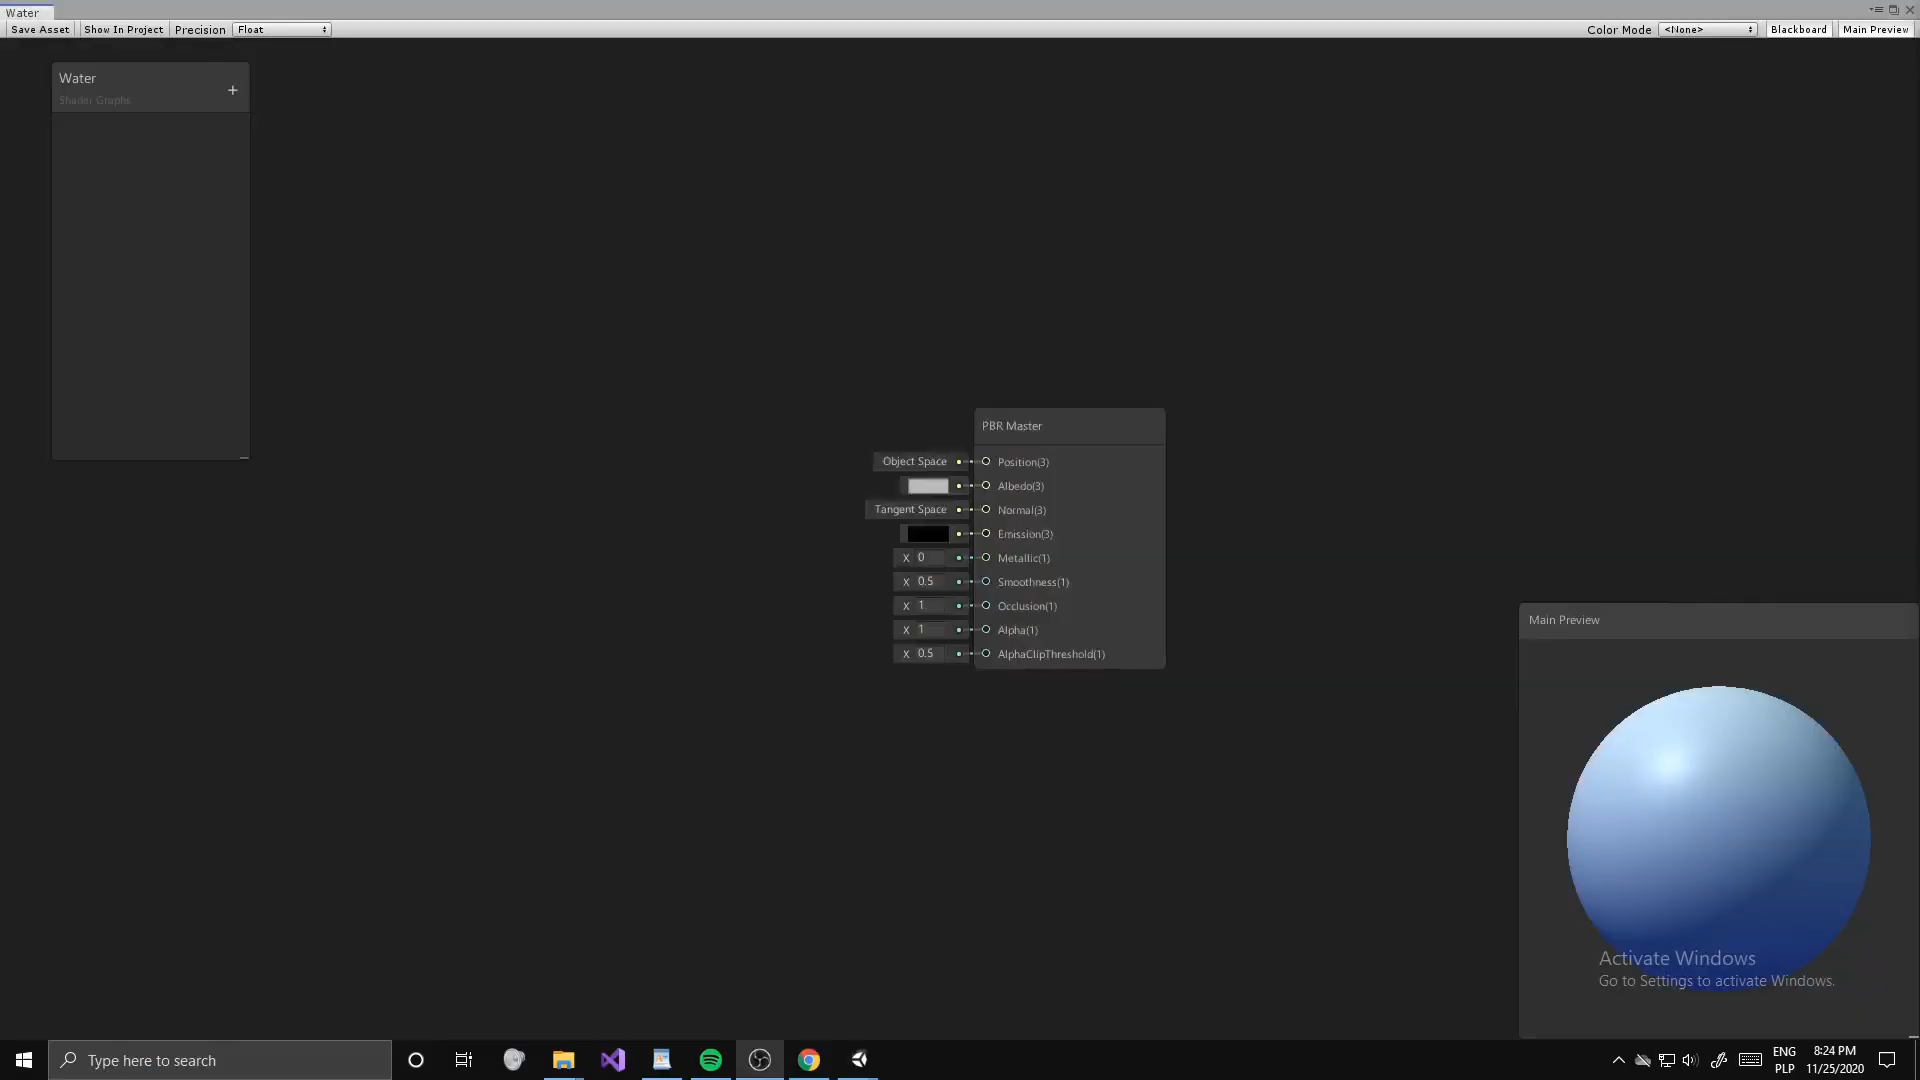 Water
Save Asset
Show In Project
Precision
Float
Color Mode
<None>
Blackboard
Main Preview
Water
Shader Graphs
+
PBR Master
Object Space
Position(3)
Albedo(3)
Tangent Space
Normal(3)
Emission(3)
X 0
Metallic(1)
X 0.5
Smoothness(1)
X 1
Occlusion(1)
X 1
Alpha(1)
X 0.5
AlphaClipThreshold(1)
Main Preview
Activate Windows
Go to Settings to activate Windows.
Type here to search
ENG
PLP
8:24 PM
11/25/2020